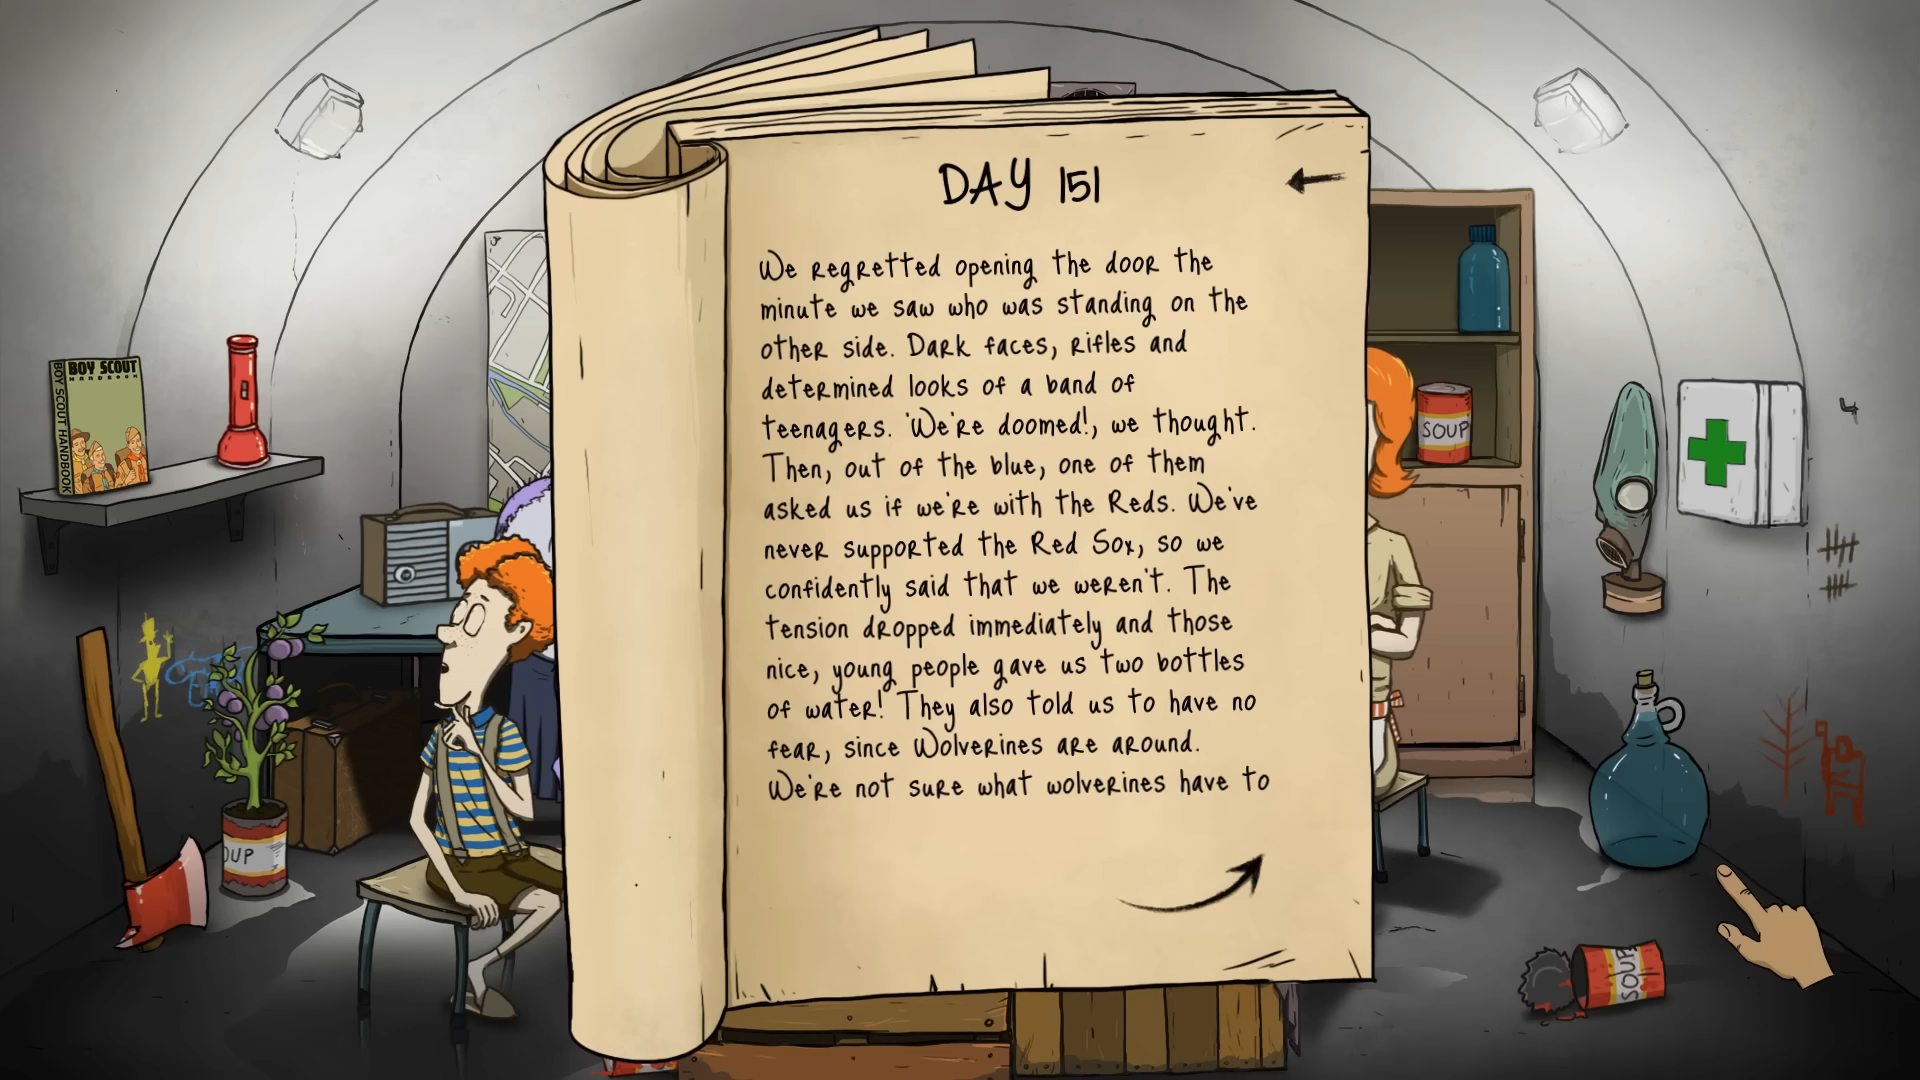 DAY 151
We regretted opening the door the
minute we saw who was standing on the
other side. Dark faces, rifles and
determined looks of a band of
teenagers. 'We're doomed!, we thought.
Then, out of the blue, one of them
asked us if we're with the Reds. We've
never supported the Red Sox, so we
confidently said that we weren't. The
tension dropped immediately and those
nice, young people gave us two bottles
of water! They also told us to have no
fear, since Wolverines are around.
We're not sure what wolverines have to
BOY SCOUT
HANDBOOK
BOY SCOUT HANDBOOK
SOUP
OUP
SOUP